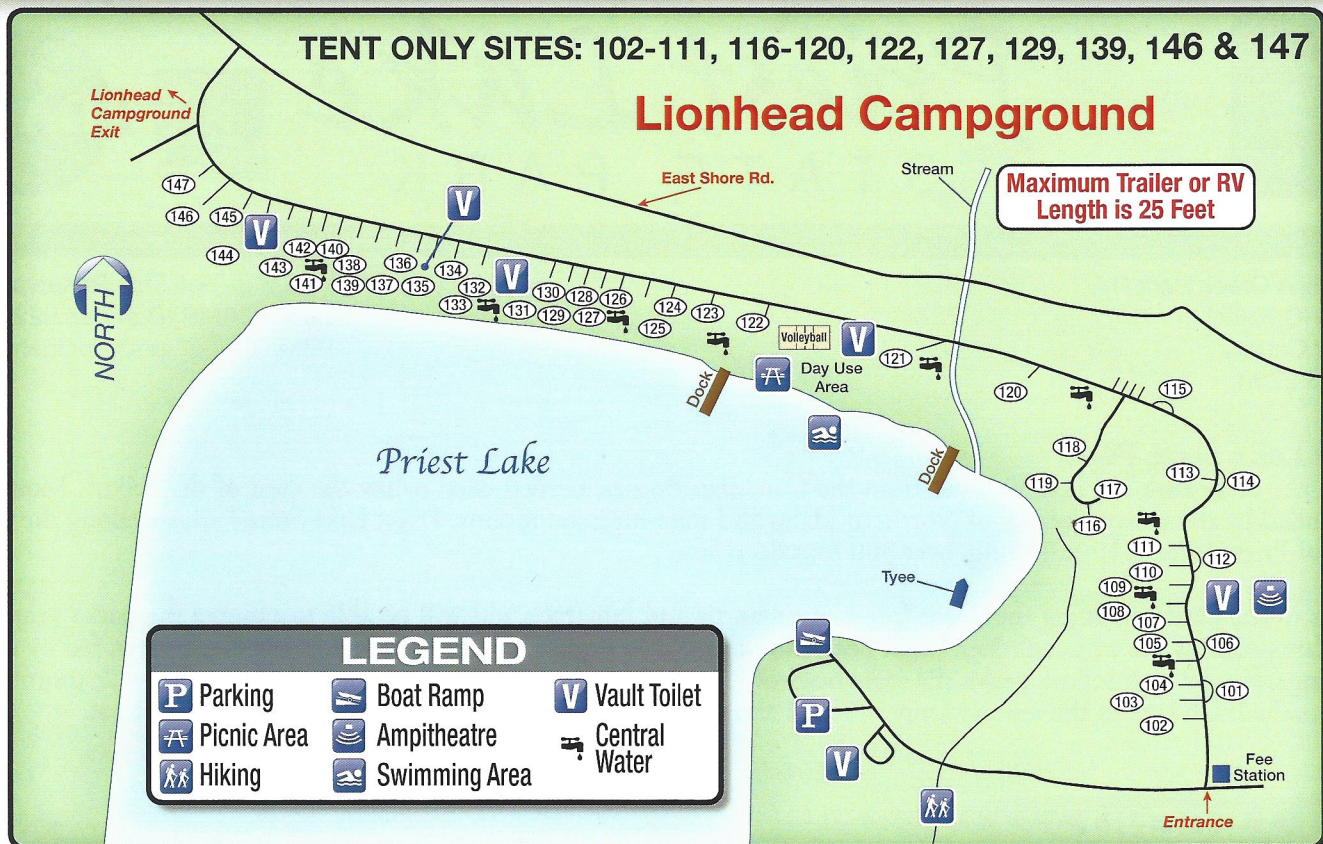 TENT ONLY SITES: 102-111, 116-120, 122, 127, 129, 139, 146 & 147
Lionhead Campground
Lionhead
Campground
Exit
East Shore Rd.
Stream
Maximum Trailer or RV
Length is 25 Feet
NORTH
147
146
145
144
V
143
142
141
140
139
138
137
136
V
135
134
133
132
V
131
130
129
128
127
126
125
124
123
122
Volleyball
V
Day Use
Area
121
120
Dock
Dock
Priest Lake
Tyee
115
118
119
117
116
113
114
111
112
110
109
108
V
107
105
106
104
101
103
102
Fee
Station
Entrance
P
V
LEGEND
P Parking
Boat Ramp
V Vault Toilet
Picnic Area
Ampitheatre
Central
Water
Hiking
Swimming Area